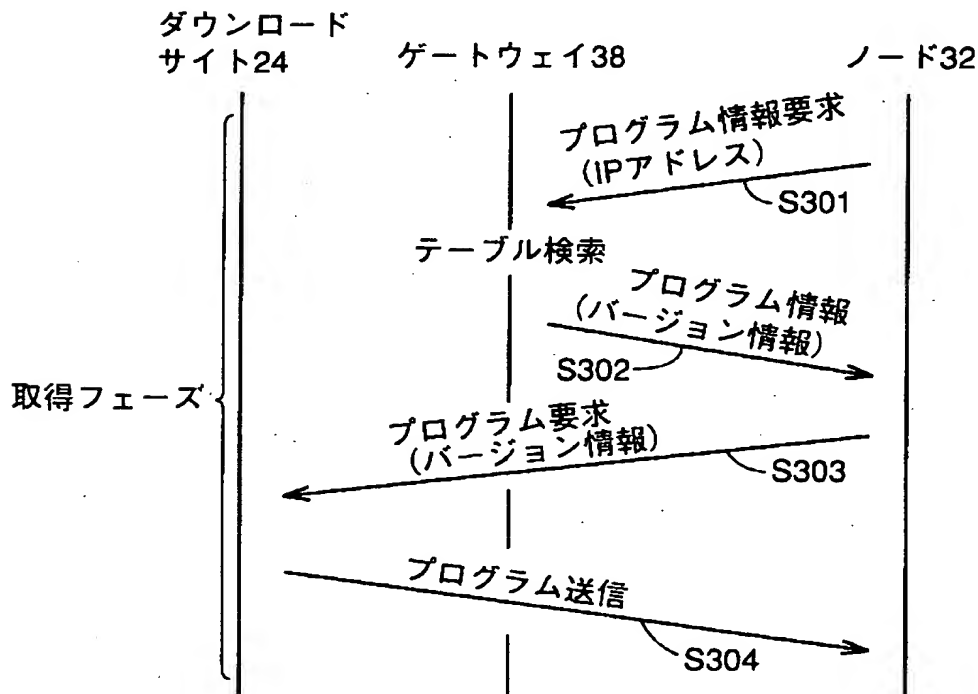 ダウンロード
サイト24
ゲートウェイ38
ノード32
プログラム情報要求
(IPアドレス)
S301
テーブル検索
プログラム情報
(バージョン情報)
S302
取得フェーズ
プログラム要求
(バージョン情報)
S303
プログラム送信
S304